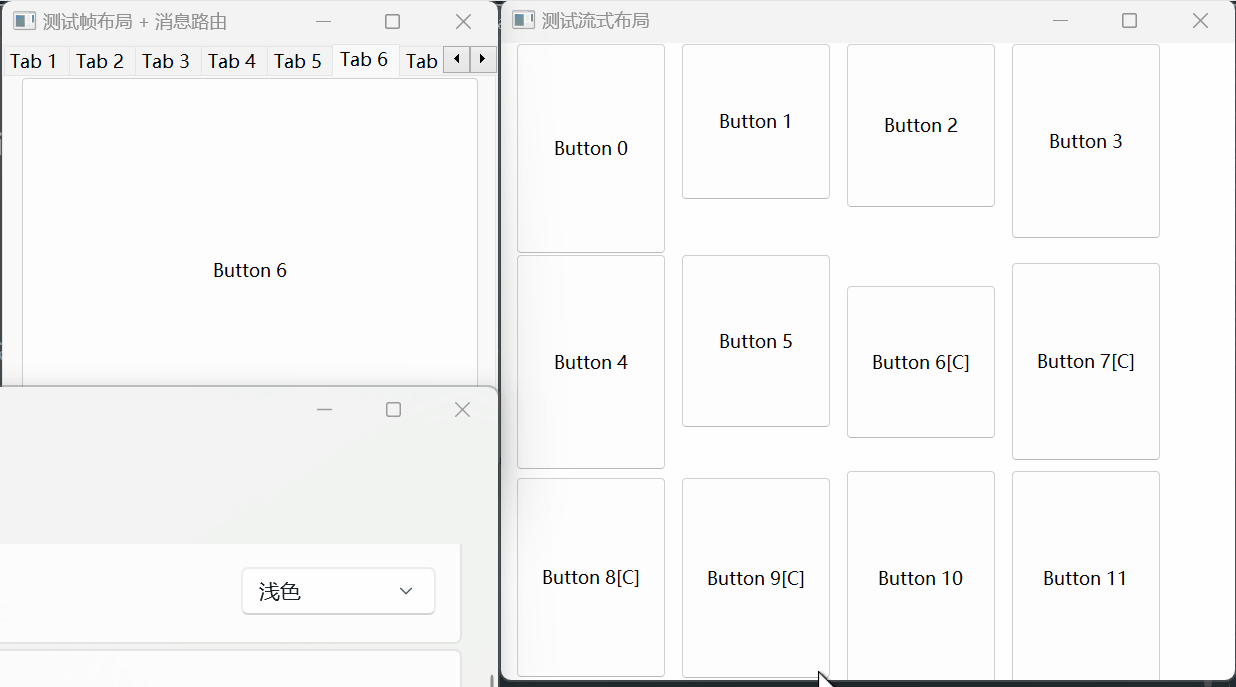 测试帧布局 + 消息路由
Tab 1 Tab 2 Tab 3 Tab 4 Tab 5 Tab 6 Tab
Button 6
浅色
测试流式布局
Button 0 Button 1 Button 2 Button 3
Button 4 Button 5 Button 6[C] Button 7[C]
Button 8[C] Button 9[C] Button 10 Button 11